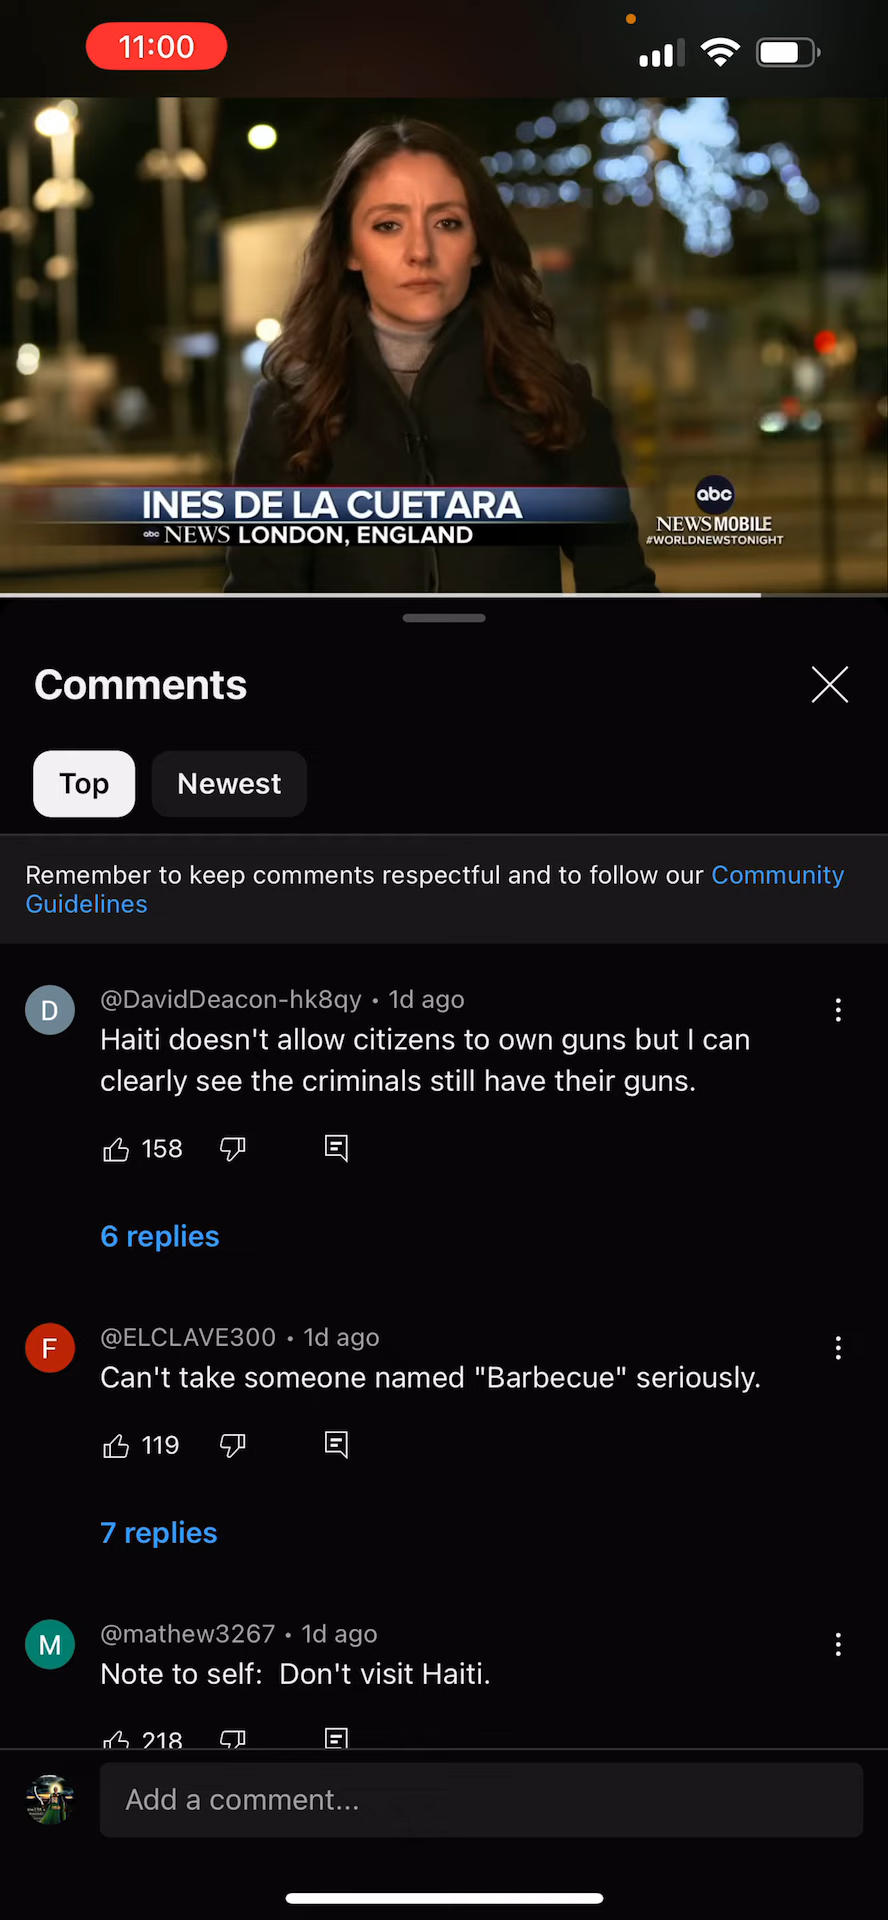 11:00
INES DE LA CUETARA
abc NEWS LONDON, ENGLAND
abc
NEWS MOBILE
#WORLDNEWSTONIGHT
Comments
Top
Newest
Remember to keep comments respectful and to follow our Community
Guidelines
D
@DavidDeacon-hk8qy • 1d ago
Haiti doesn't allow citizens to own guns but I can
clearly see the criminals still have their guns.
158
6 replies
F
@ELCLAVE300 • 1d ago
Can't take someone named "Barbecue" seriously.
119
7 replies
M
@mathew3267 • 1d ago
Note to self:  Don't visit Haiti.
218
Add a comment...